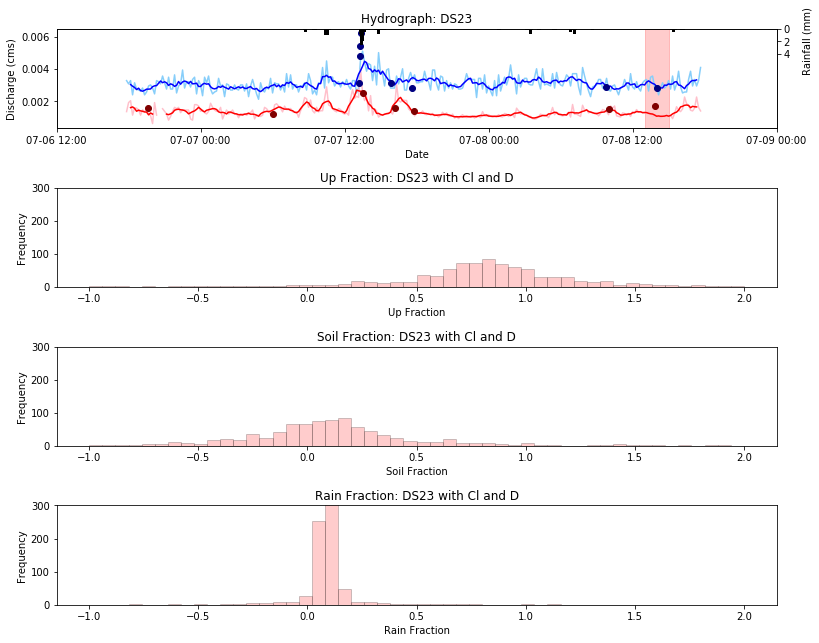 Hydrograph: DS23
Discharge (cms)
0.006
0.004
0.002
0
2
4
Rainfall (mm)
07-06 12:00 07-07 00:00 07-07 12:00 07-08 00:00 07-08 12:00 07-09 00:00
Date
Up Fraction: DS23 with Cl and D
Frequency
300
200
100
0
−1.0 −0.5 0.0 0.5 1.0 1.5 2.0
Up Fraction
Soil Fraction: DS23 with Cl and D
Frequency
300
200
100
0
−1.0 −0.5 0.0 0.5 1.0 1.5 2.0
Soil Fraction
Rain Fraction: DS23 with Cl and D
Frequency
300
200
100
0
−1.0 −0.5 0.0 0.5 1.0 1.5 2.0
Rain Fraction